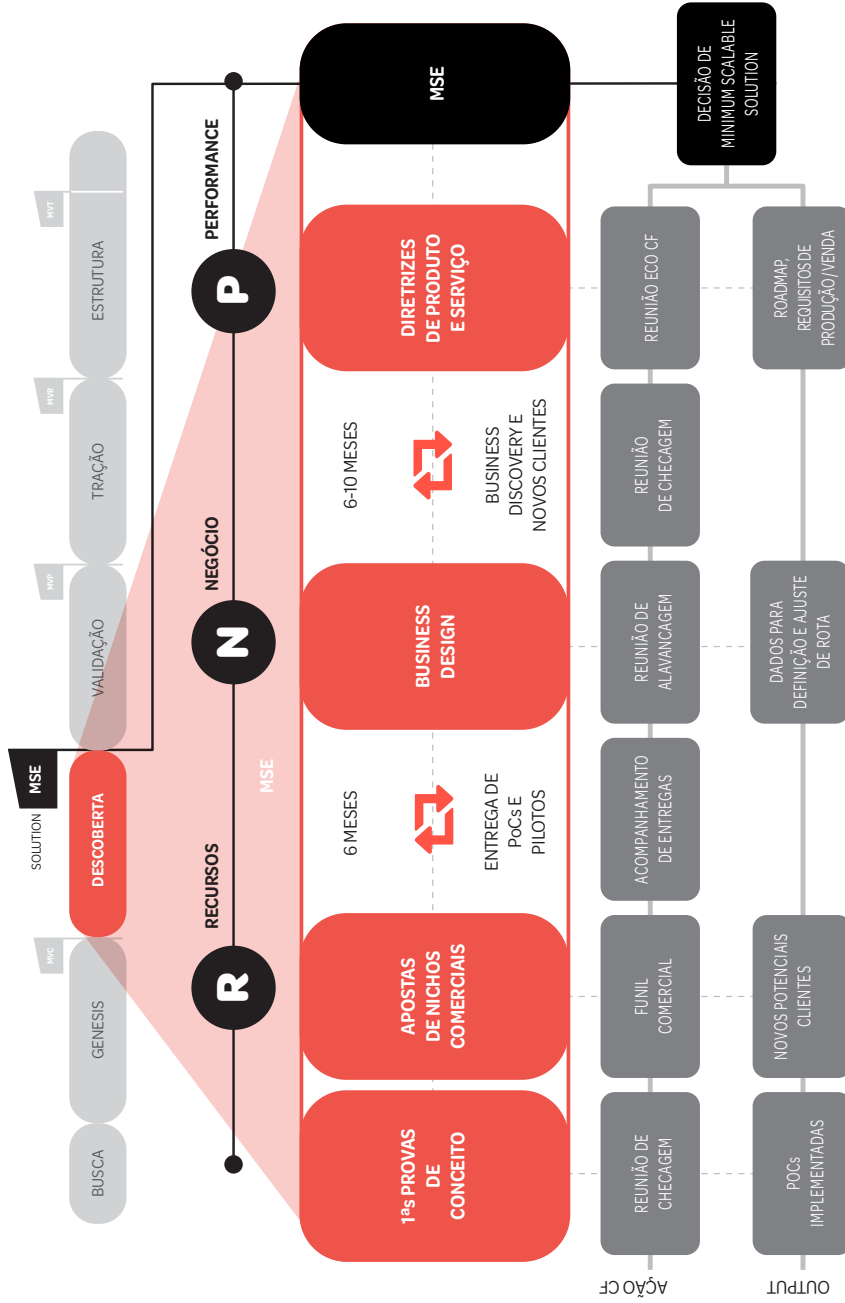 MVC
MVP
MVR
MVT
SOLUTION
MSE
BUSCA
GENESIS
DESCOBERTA
VALIDAÇÃO
TRAÇÃO
ESTRUTURA
RECURSOS
NEGÓCIO
PERFORMANCE
R
N
P
MSE
1ªs PROVAS
DE
CONCEITO
APOSTAS
DE NICHOS
COMERCIAIS
6 MESES
ENTREGA DE
PoCs E
PILOTOS
BUSINESS
DESIGN
6-10 MESES
BUSINESS
DISCOVERY E
NOVOS CLIENTES
DIRETRIZES
DE PRODUTO
E SERVIÇO
MSE
AÇÃO CF
REUNIÃO DE
CHECAGEM
FUNIL
COMERCIAL
ACOMPANHAMENTO
DE ENTREGAS
REUNIÃO DE
ALAVANCAGEM
REUNIÃO
DE CHECAGEM
REUNIÃO ECO CF
DECISÃO DE
MINIMUM SCALABLE
SOLUTION
OUTPUT
POCs
IMPLEMENTADAS
NOVOS POTENCIAIS
CLIENTES
DADOS PARA
DEFINIÇÃO E AJUSTE
DE ROTA
ROADMAP,
REQUISITOS DE
PRODUÇÃO/VENDA